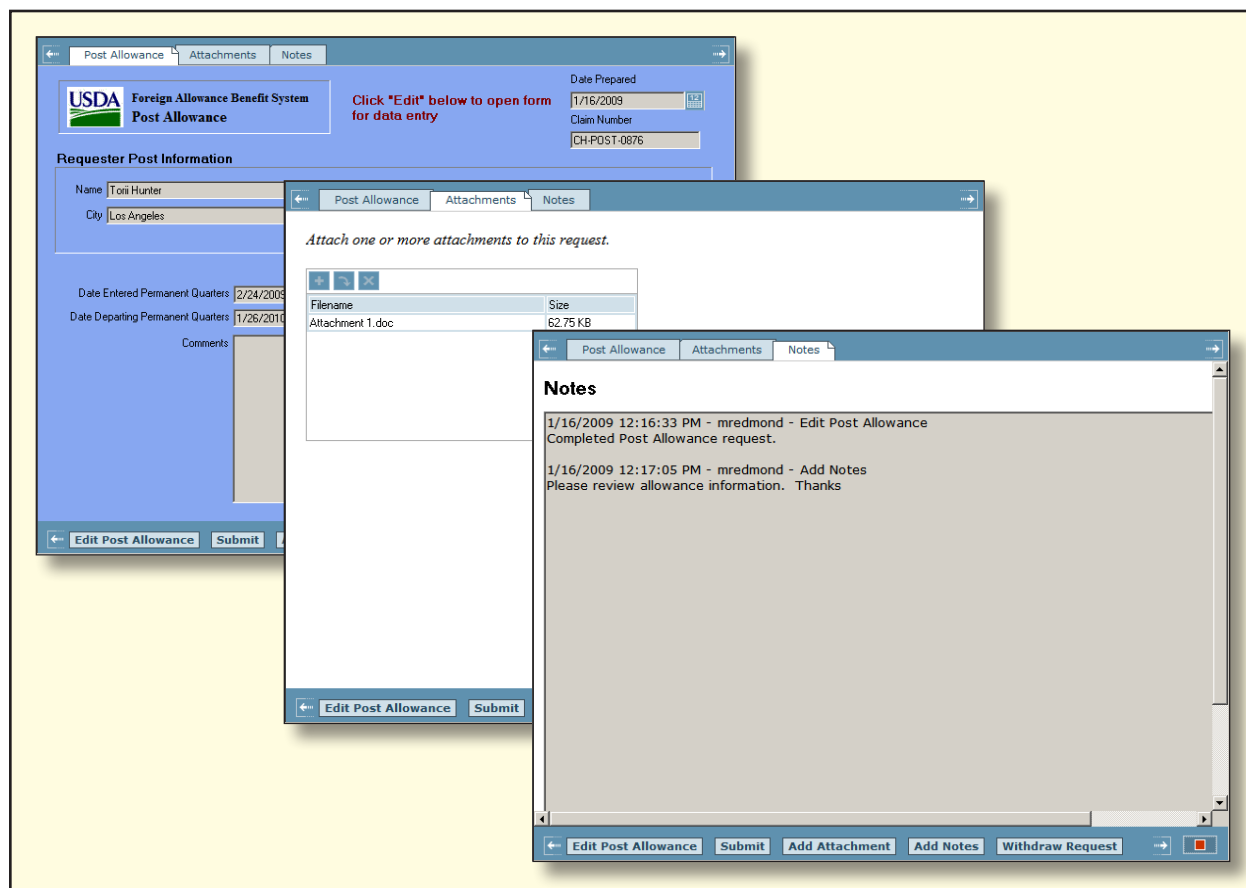 Post Allowance Attachments Notes
USDA
Foreign Allowance Benefit System
Post Allowance
Click "Edit" below to open form
for data entry
Date Prepared
1/16/2009
12
Claim Number
CH-POST-0876
Requester Post Information
Name Torii Hunter
City Los Angeles
Date Entered Permanent Quarters 2/24/2009
Date Departing Permanent Quarters 1/26/2010
Comments
Edit Post Allowance Submit
Post Allowance Attachments Notes
Attach one or more attachments to this request.
Filename Size
Attachment 1.doc 62.75 KB
Edit Post Allowance Submit
Post Allowance Attachments Notes
Notes
1/16/2009 12:16:33 PM - mredmond - Edit Post Allowance
Completed Post Allowance request.
1/16/2009 12:17:05 PM - mredmond - Add Notes
Please review allowance information.  Thanks
Edit Post Allowance Submit Add Attachment Add Notes Withdraw Request